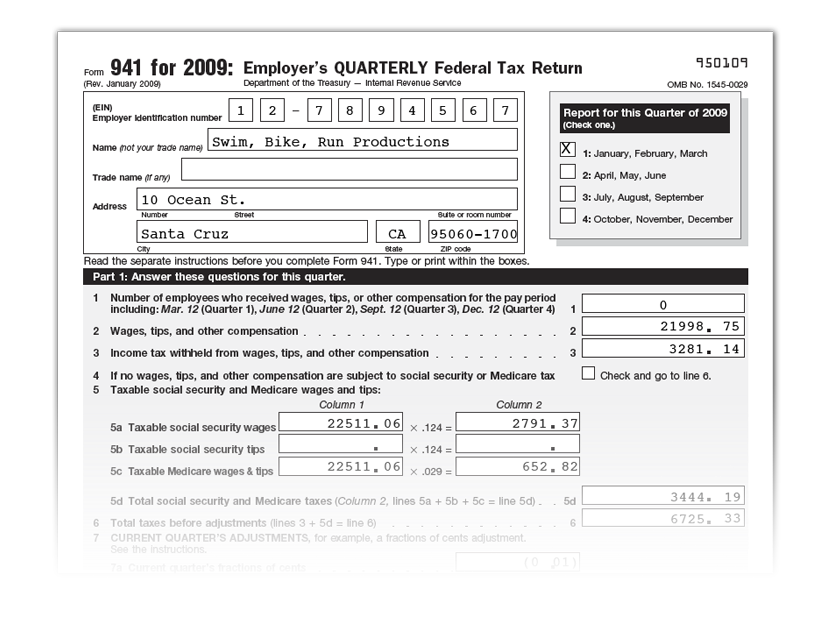 Form 941 for 2009: Employer's QUARTERLY Federal Tax Return
950109
(Rev. January 2009) Department of the Treasury — Internal Revenue Service
OMB No. 1545-0029
(EIN)
Employer identification number 1 2 – 7 8 9 4 5 6 7
Name (not your trade name) Swim, Bike, Run Productions
Trade name (if any)
Address 10 Ocean St.
Number Street Suite or room number
Santa Cruz CA 95060-1700
City State ZIP code
Report for this Quarter of 2009
(Check one.)
X 1: January, February, March
2: April, May, June
3: July, August, September
4: October, November, December
Read the separate instructions before you complete Form 941. Type or print within the boxes.
Part 1: Answer these questions for this quarter.
1 Number of employees who received wages, tips, or other compensation for the pay period
including: Mar. 12 (Quarter 1), June 12 (Quarter 2), Sept. 12 (Quarter 3), Dec. 12 (Quarter 4) 1 0
2 Wages, tips, and other compensation . . . . . . . . . . . . . . . . . 2 21998. 75
3 Income tax withheld from wages, tips, and other compensation . . . . . . . . 3 3281. 14
4 If no wages, tips, and other compensation are subject to social security or Medicare tax Check and go to line 6.
5 Taxable social security and Medicare wages and tips:
Column 1 Column 2
5a Taxable social security wages 22511.06 × .124 = 2791.37
5b Taxable social security tips . × .124 = .
5c Taxable Medicare wages & tips 22511.06 × .029 = 652.82
5d Total social security and Medicare taxes (Column 2, lines 5a + 5b + 5c = line 5d) . . 5d 3444. 19
6 Total taxes before adjustments (lines 3 + 5d = line 6) . . . . . . . . . . . 6 6725. 33
7 CURRENT QUARTER'S ADJUSTMENTS, for example, a fractions of cents adjustment.
See the instructions.
7a Current quarter's fractions of cents . . . (0 .01)